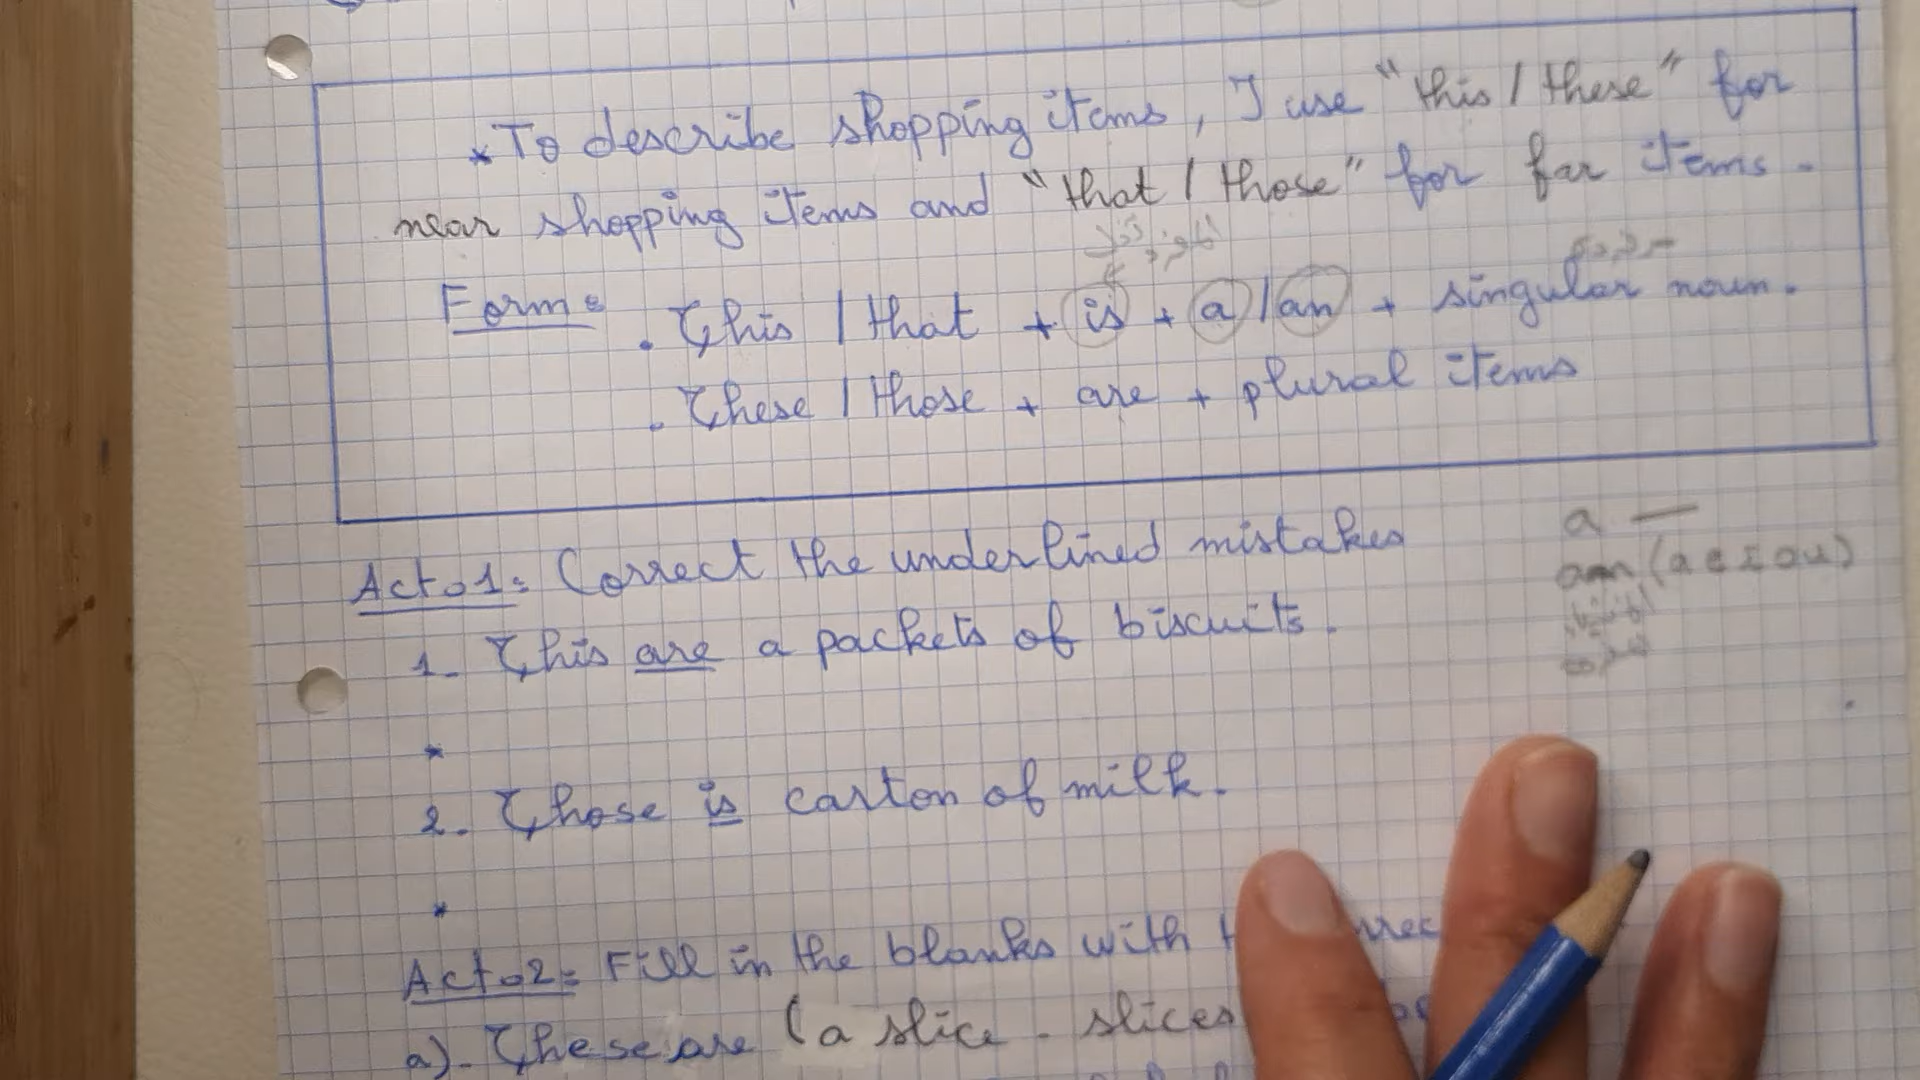 * To describe shopping items, I use "this / these" for
near shopping items and "that / those" for far items.
Form: . This / that + is + a / an + singular noun.
. These / those + are + plural items
a —
an (a e i o u)
Act 1: Correct the underlined mistakes
1. This are a packets of biscuits.
*
2. Those is carton of milk.
*
Act 2: Fill in the blanks with
a). These are (a slice - slices